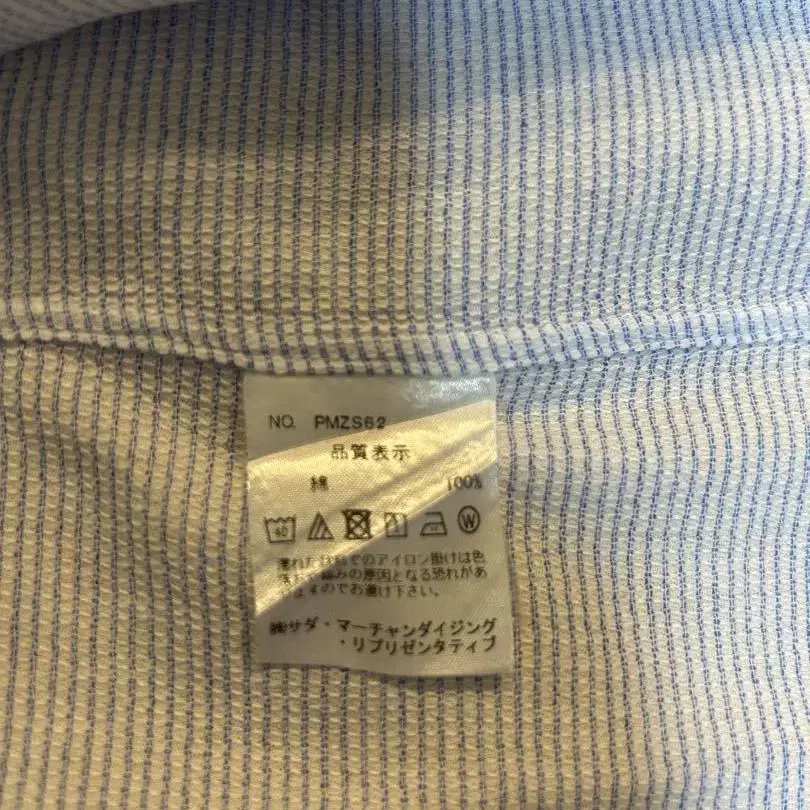 NO. PMZS62
品質表示
綿 100%
40 W
濡れた状態でのアイロン掛けは色
落ちや縮みの原因となる恐れがあ
りますのでお避け下さい。
㈱サダ・マーチャンダイジング
・リプリゼンタティブ